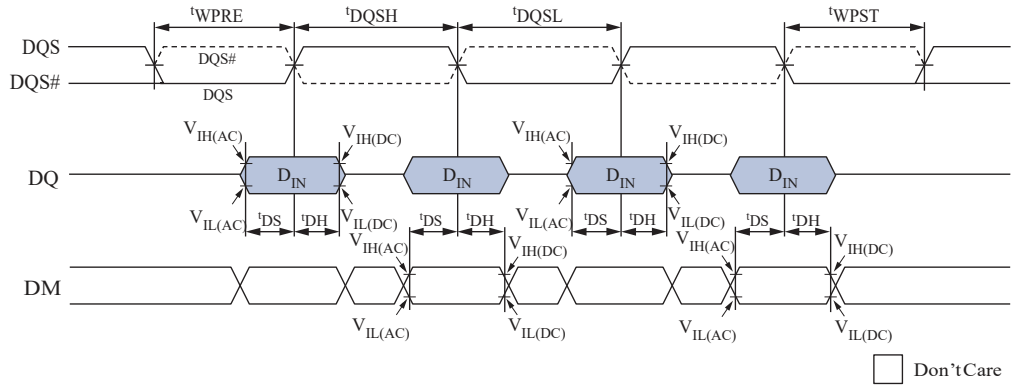 tWPRE tDQSH tDQSL tWPST
DQS
DQS#
DQS#
DQS
VIH(AC) VIH(DC) VIH(AC) VIH(DC)
DQ DIN DIN DIN DIN
VIL(AC) tDS tDH VIL(DC) VIL(AC) tDS tDH VIL(DC)
VIH(AC) tDS tDH VIH(DC) VIH(AC) tDS tDH VIH(DC)
DM
VIL(AC) VIL(DC) VIL(AC) VIL(DC)
Don't Care